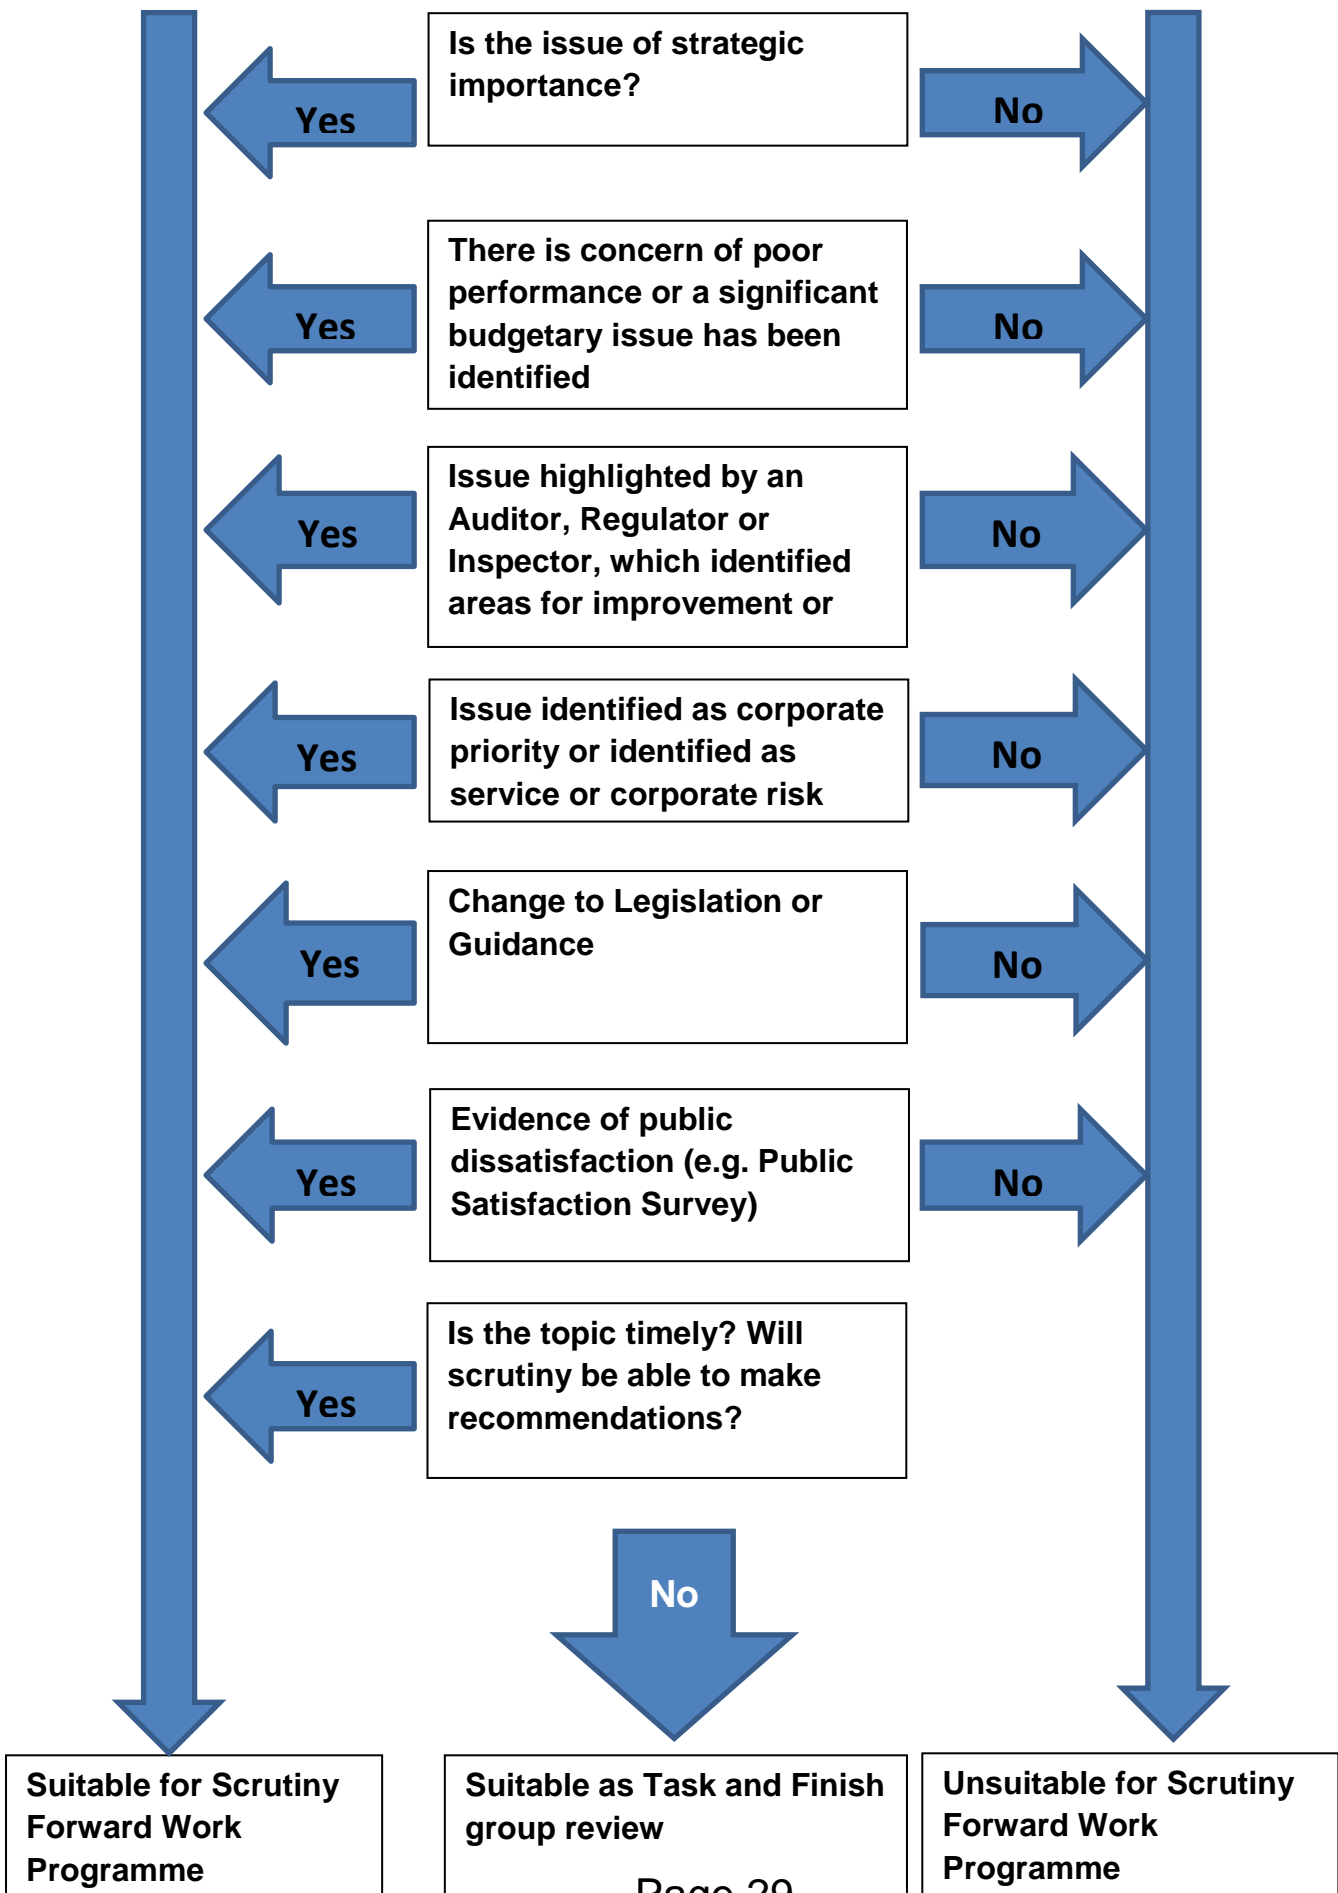 Is the issue of strategic
importance?
Yes
No
There is concern of poor
performance or a significant
budgetary issue has been
identified
Yes
No
Issue highlighted by an
Auditor, Regulator or
Inspector, which identified
areas for improvement or
Yes
No
Issue identified as corporate
priority or identified as
service or corporate risk
Yes
No
Change to Legislation or
Guidance
Yes
No
Evidence of public
dissatisfaction (e.g. Public
Satisfaction Survey)
Yes
No
Is the topic timely? Will
scrutiny be able to make
recommendations?
Yes
No
Suitable for Scrutiny
Forward Work
Programme
Suitable as Task and Finish
group review
Unsuitable for Scrutiny
Forward Work
Programme
Page 29